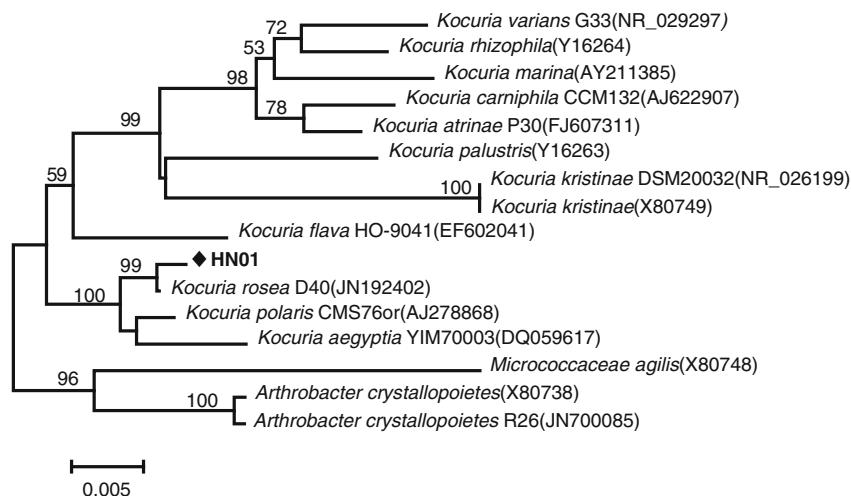 Kocuria varians G33(NR_029297)
72
Kocuria rhizophila(Y16264)
53
Kocuria marina(AY211385)
98
Kocuria carniphila CCM132(AJ622907)
78
Kocuria atrinae P30(FJ607311)
99
Kocuria palustris(Y16263)
59
Kocuria kristinae DSM20032(NR_026199)
100
Kocuria kristinae(X80749)
Kocuria flava HO-9041(EF602041)
HN01
99
Kocuria rosea D40(JN192402)
100
Kocuria polaris CMS76or(AJ278868)
Kocuria aegyptia YIM70003(DQ059617)
Micrococcaceae agilis(X80748)
96
Arthrobacter crystallopoietes(X80738)
100
Arthrobacter crystallopoietes R26(JN700085)
0.005